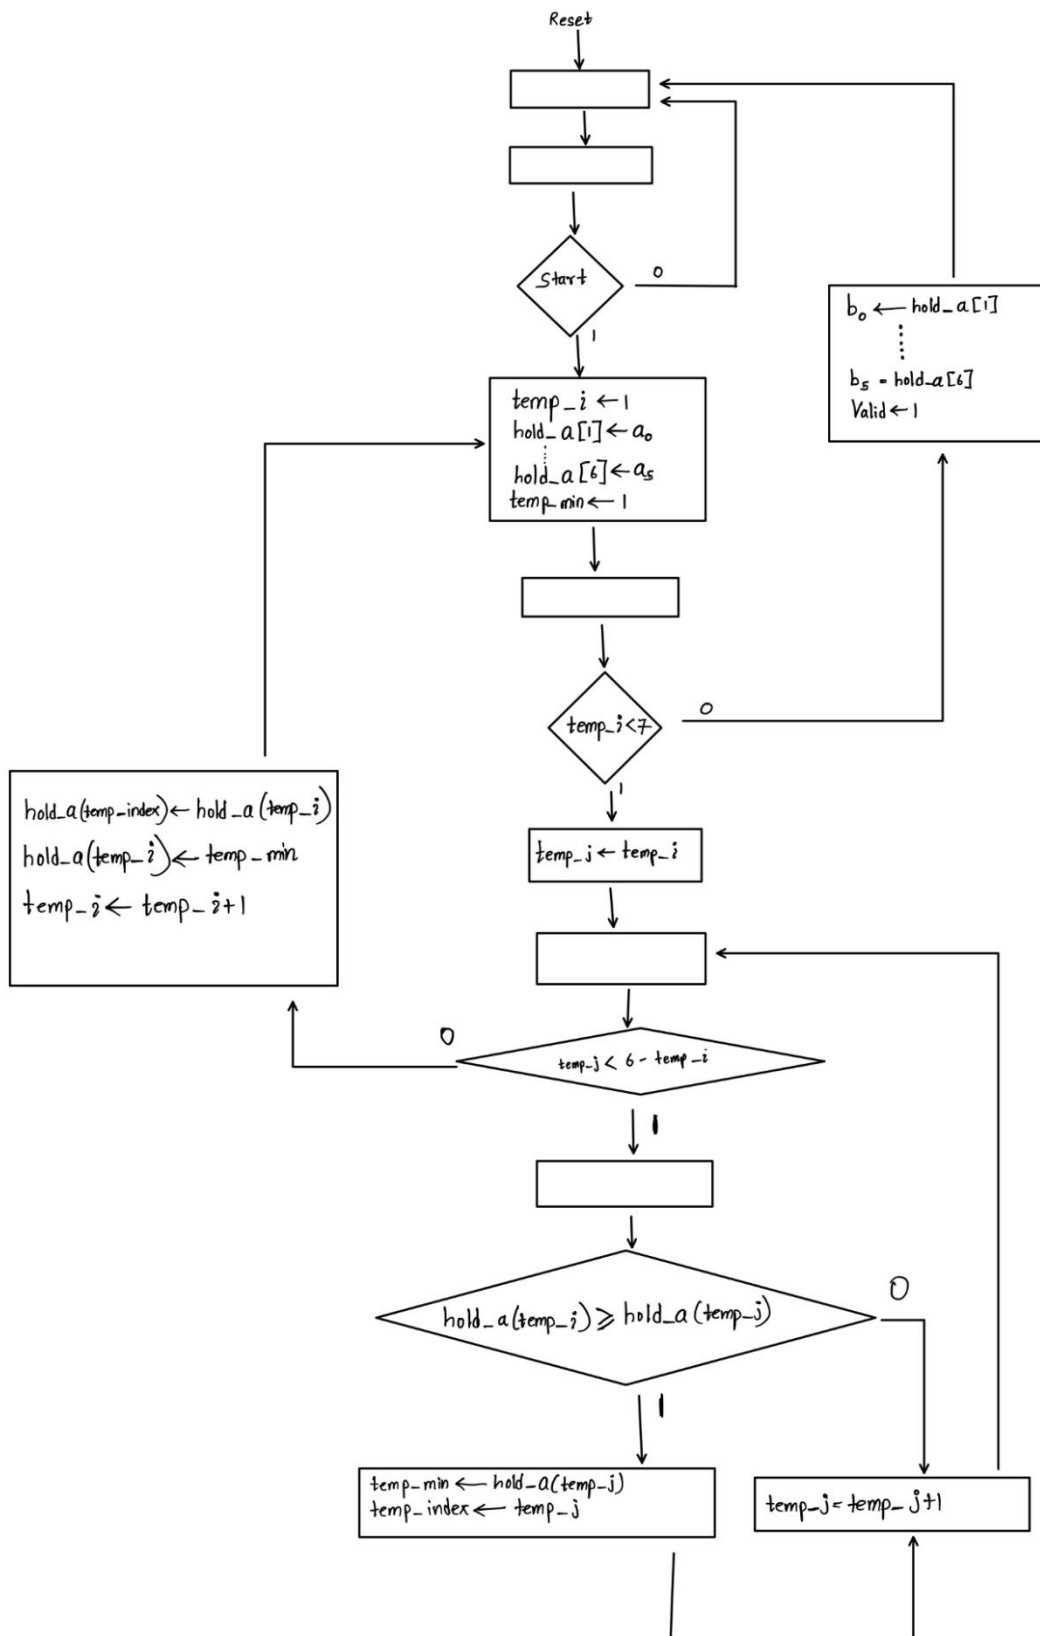 Reset
Start
0
1
b₀ ← hold_a[1]
b₅ = hold_a[6]
Valid ← 1
temp_i ← 1
hold_a[1] ← a₀
hold_a[6] ← a₅
temp_min ← 1
temp_i < 7
0
1
hold_a(temp_index) ← hold_a(temp_i)
hold_a(temp_i) ← temp_min
temp_i ← temp_i+1
temp_j ← temp_i
0
temp_j < 6 - temp_i
1
hold_a(temp_i) ⩾ hold_a(temp_j)
0
1
temp_min ← hold_a(temp_j)
temp_index ← temp_j
temp_j = temp_j+1